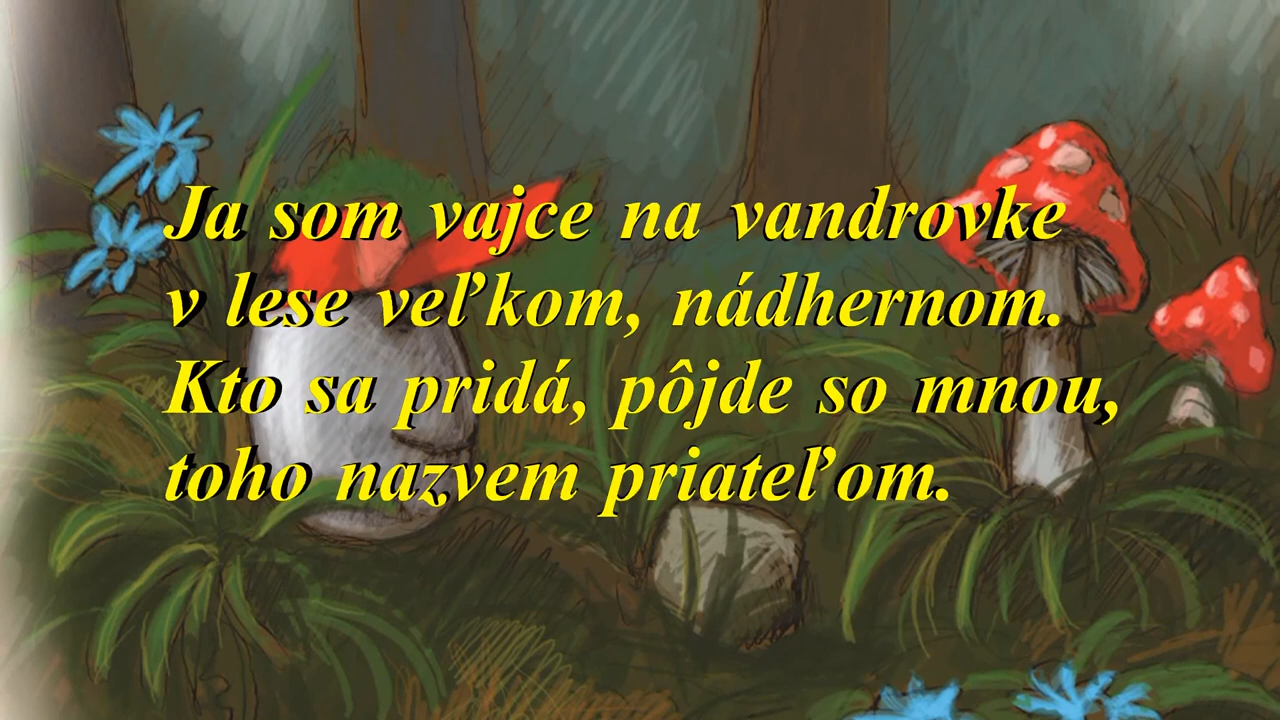 Ja som vajce na vandrovke
v lese veľkom, nádhernom.
Kto sa pridá, pôjde so mnou,
toho nazvem priateľom.